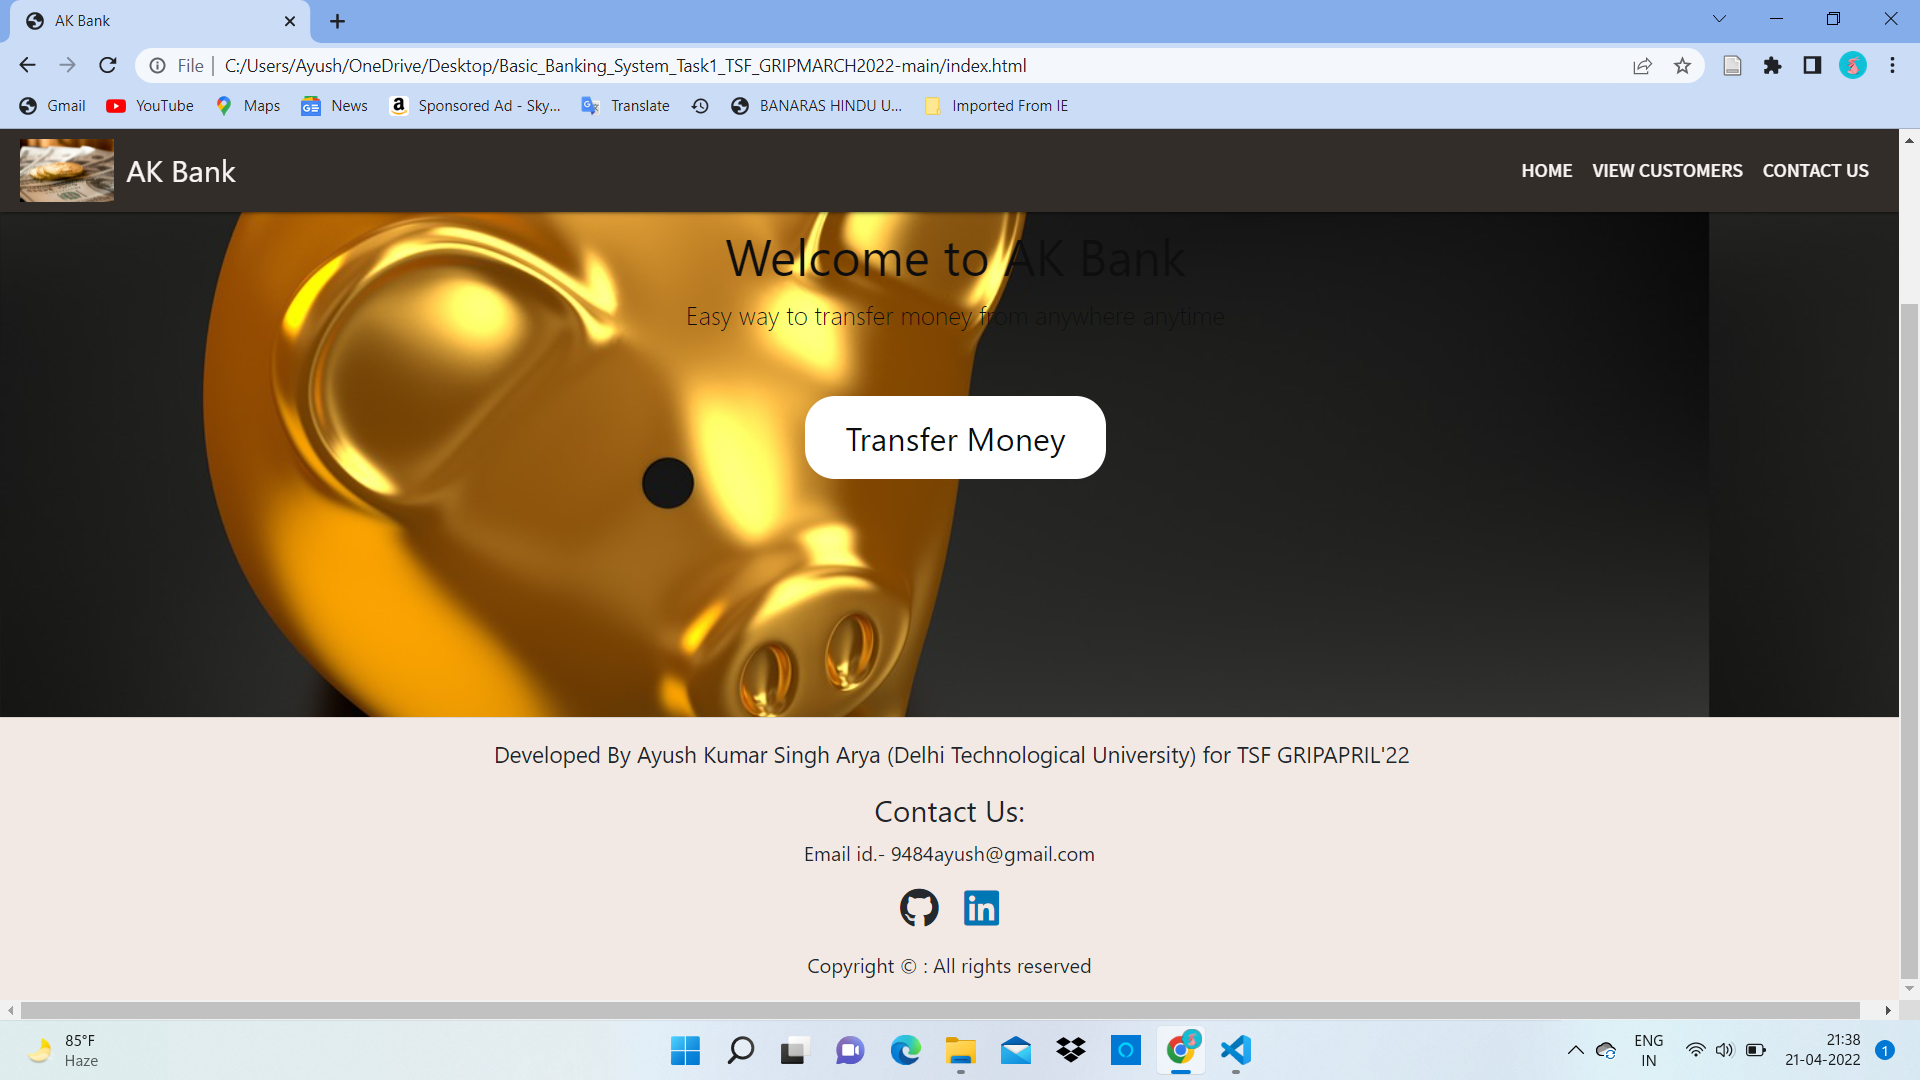 AK Bank
File
C:/Users/Ayush/OneDrive/Desktop/Basic_Banking_System_Task1_TSF_GRIPMARCH2022-main/index.html
Gmail YouTube Maps News Sponsored Ad - Sky... Translate BANARAS HINDU U... Imported From IE
AK Bank
HOME VIEW CUSTOMERS CONTACT US
Welcome to AK Bank
Easy way to transfer money from anywhere anytime
Transfer Money
Developed By Ayush Kumar Singh Arya (Delhi Technological University) for TSF GRIPAPRIL'22
Contact Us:
Email id.- 9484ayush@gmail.com
Copyright © : All rights reserved
85°F
Haze
ENG
IN
21:38
21-04-2022
1